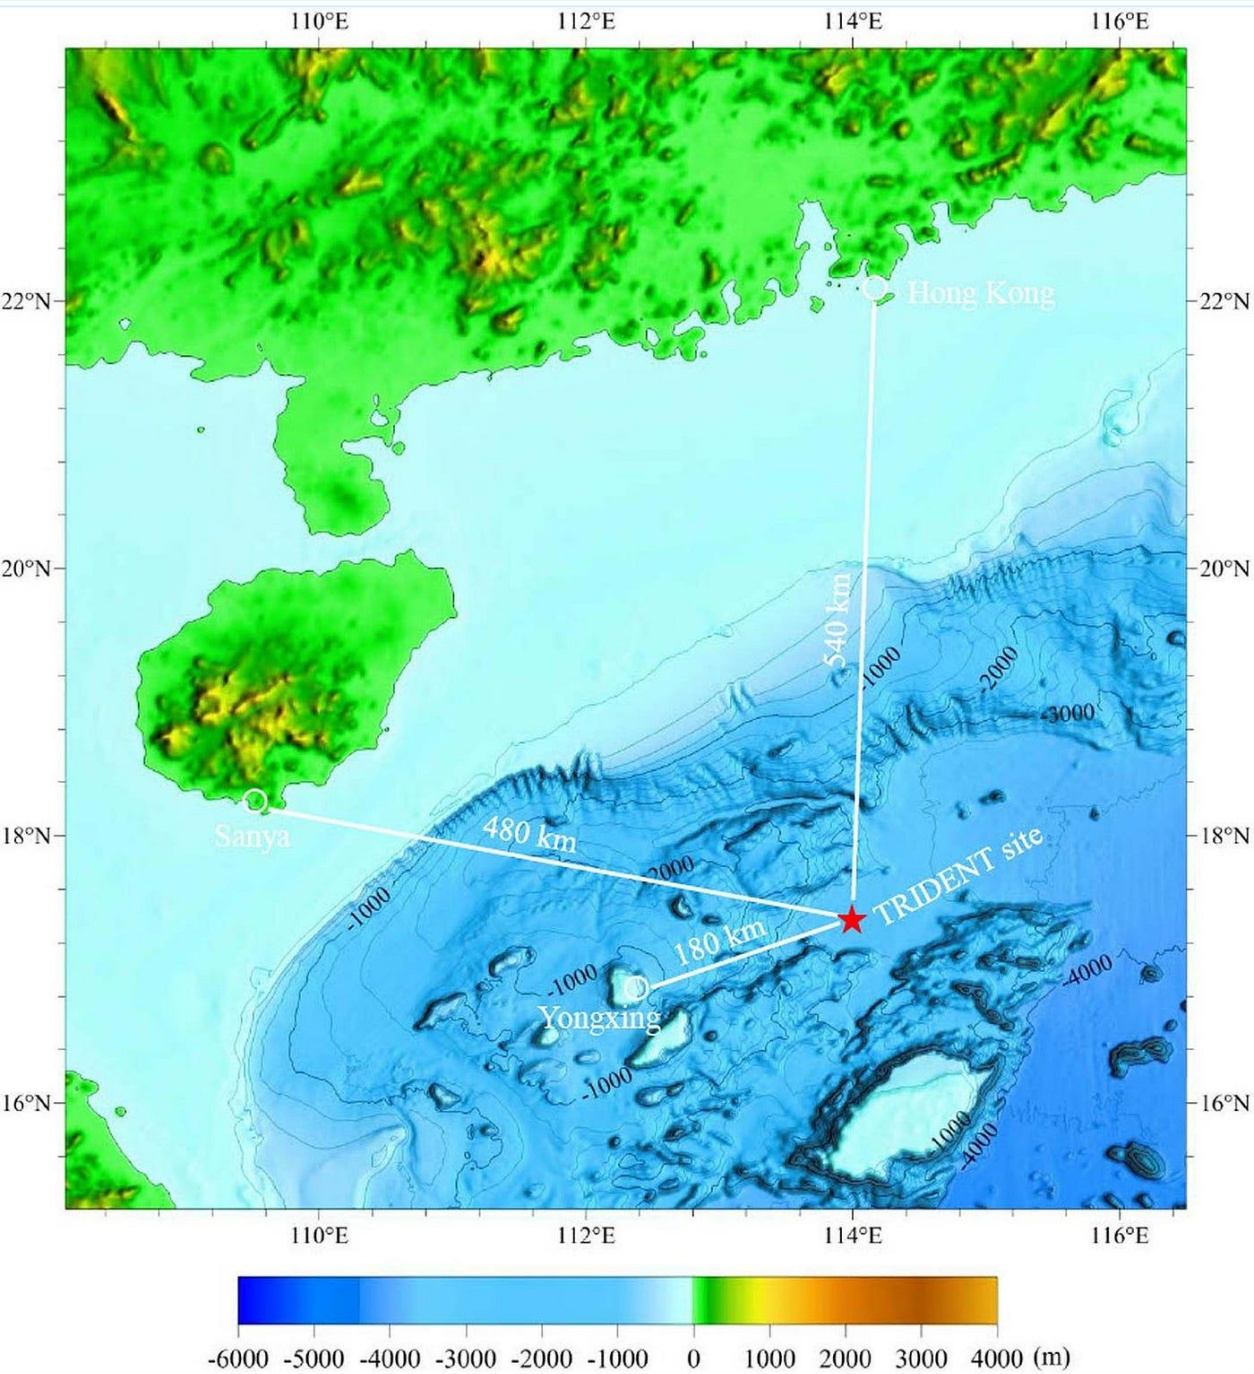 110°E 112°E 114°E 116°E
22°N
Hong Kong
22°N
20°N
540 km
20°N
-1000
-2000
-3000
Sanya
480 km
18°N
18°N
-2000
TRIDENT site
-1000
180 km
-1000
-4000
Yongxing
-1000
16°N
16°N
-1000
-4000
110°E 112°E 114°E 116°E
-6000 -5000 -4000 -3000 -2000 -1000 0 1000 2000 3000 4000 (m)